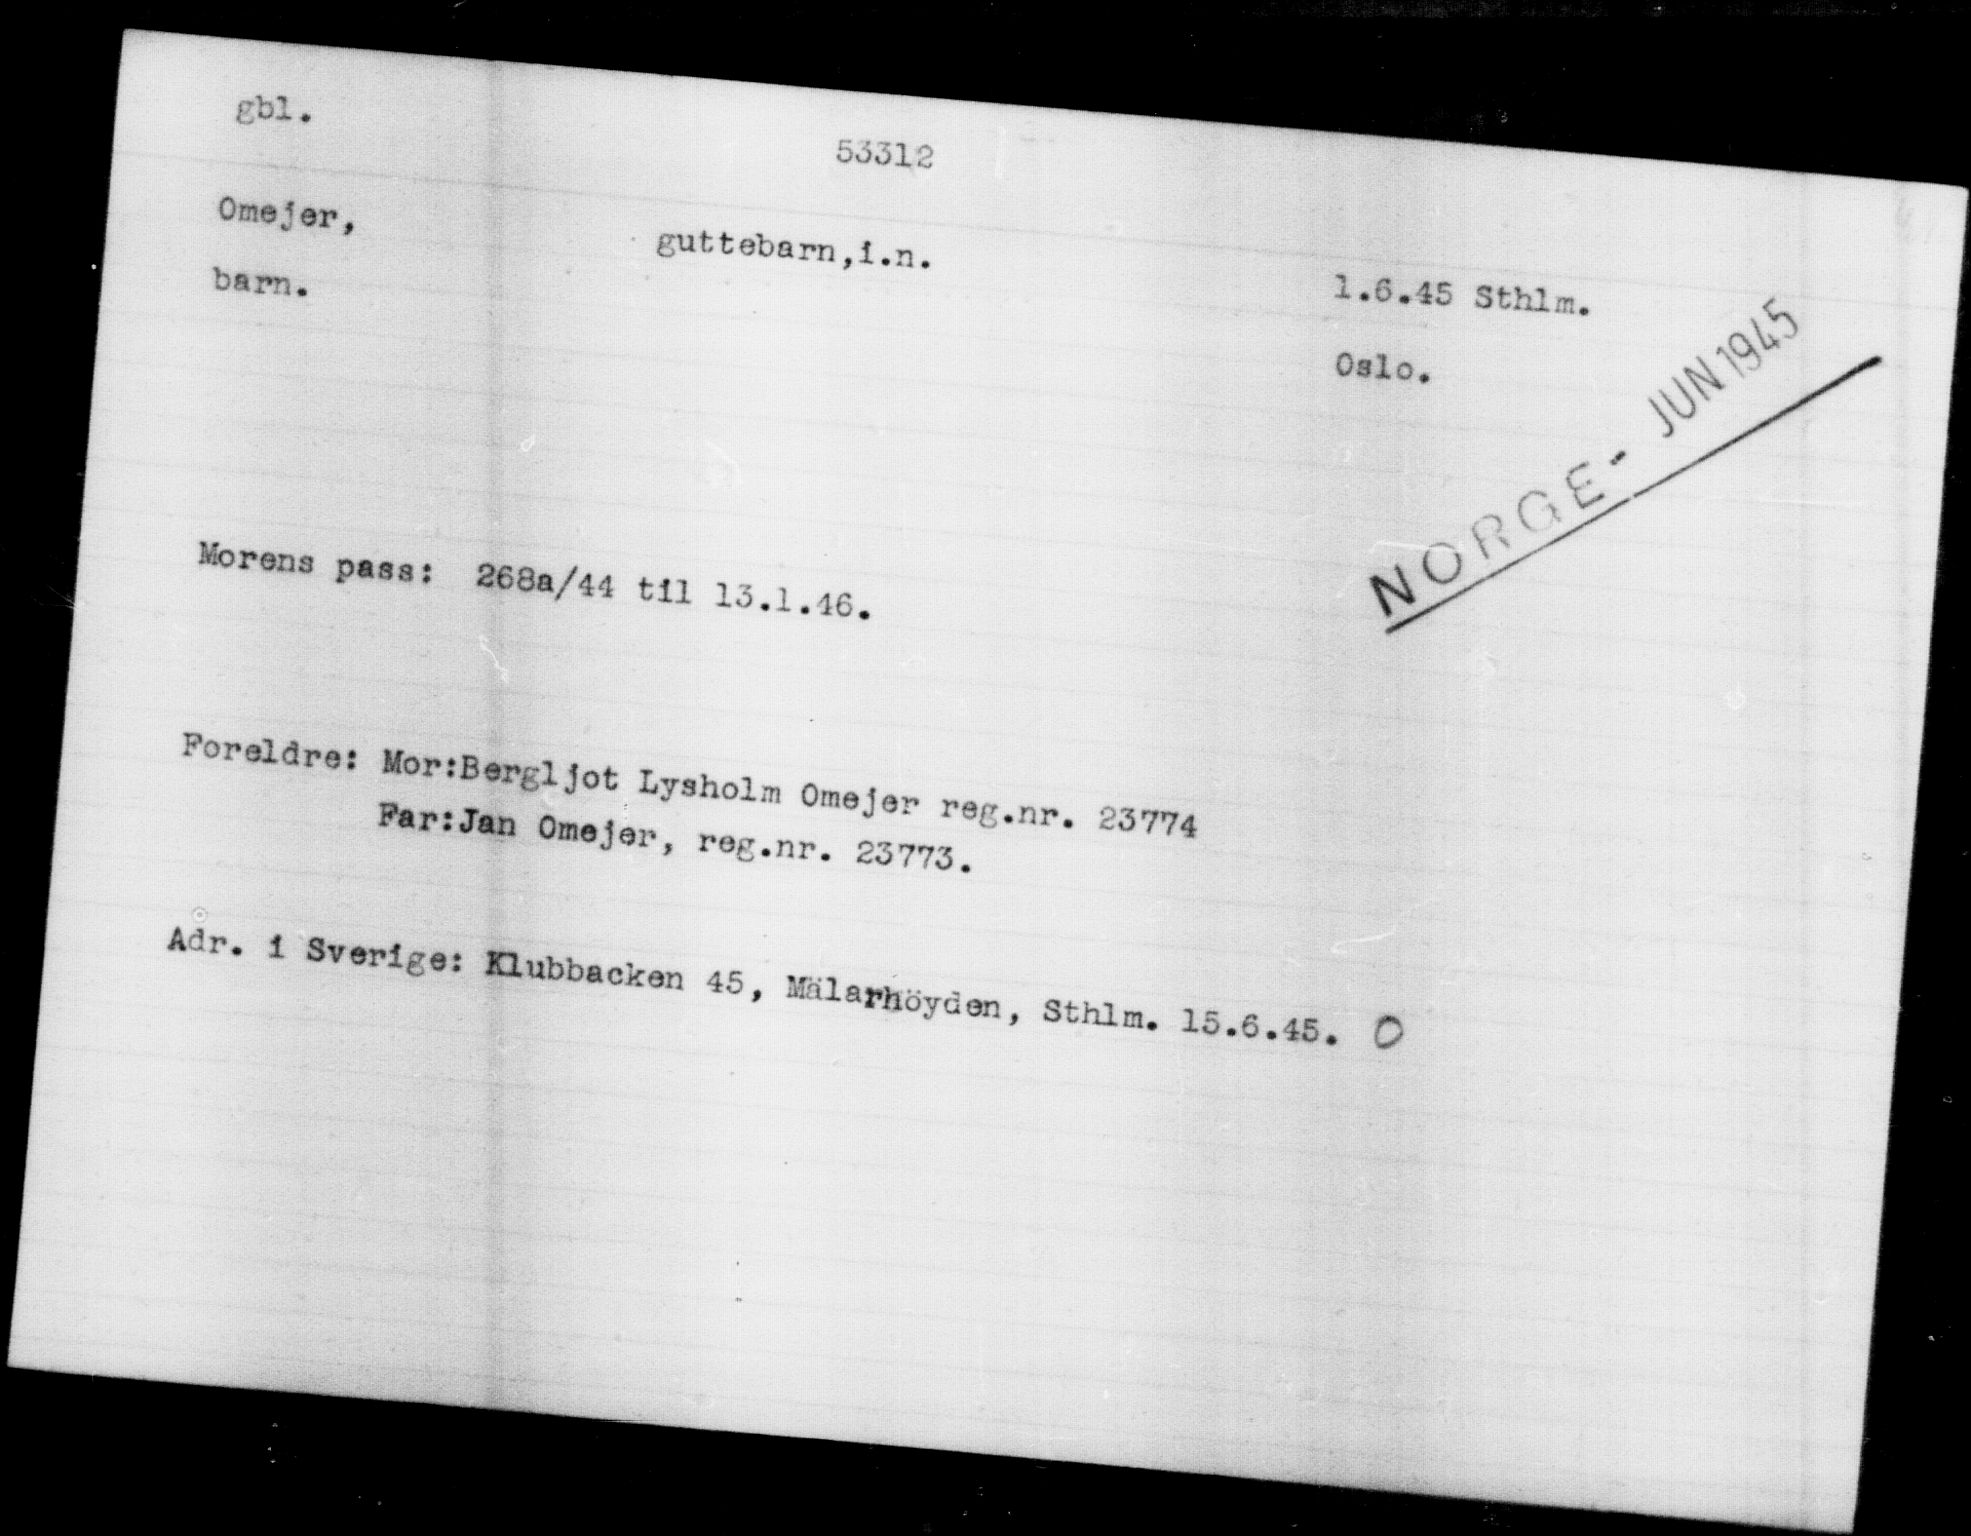 gbl.
53312
Omejer, guttebarn,i.n. 1.6.45 Sthlm.
barn. Oslo.
NORGE - JUN 1945
Morens pass: 268a/44 til 13.1.46.
Foreldre: Mor:Bergljot Lysholm Omejer reg.nr. 23774
Far:Jan Omejer, reg.nr. 23773.
Adr. i Sverige: Klubbacken 45, Mälarhöyden, Sthlm. 15.6.45. O